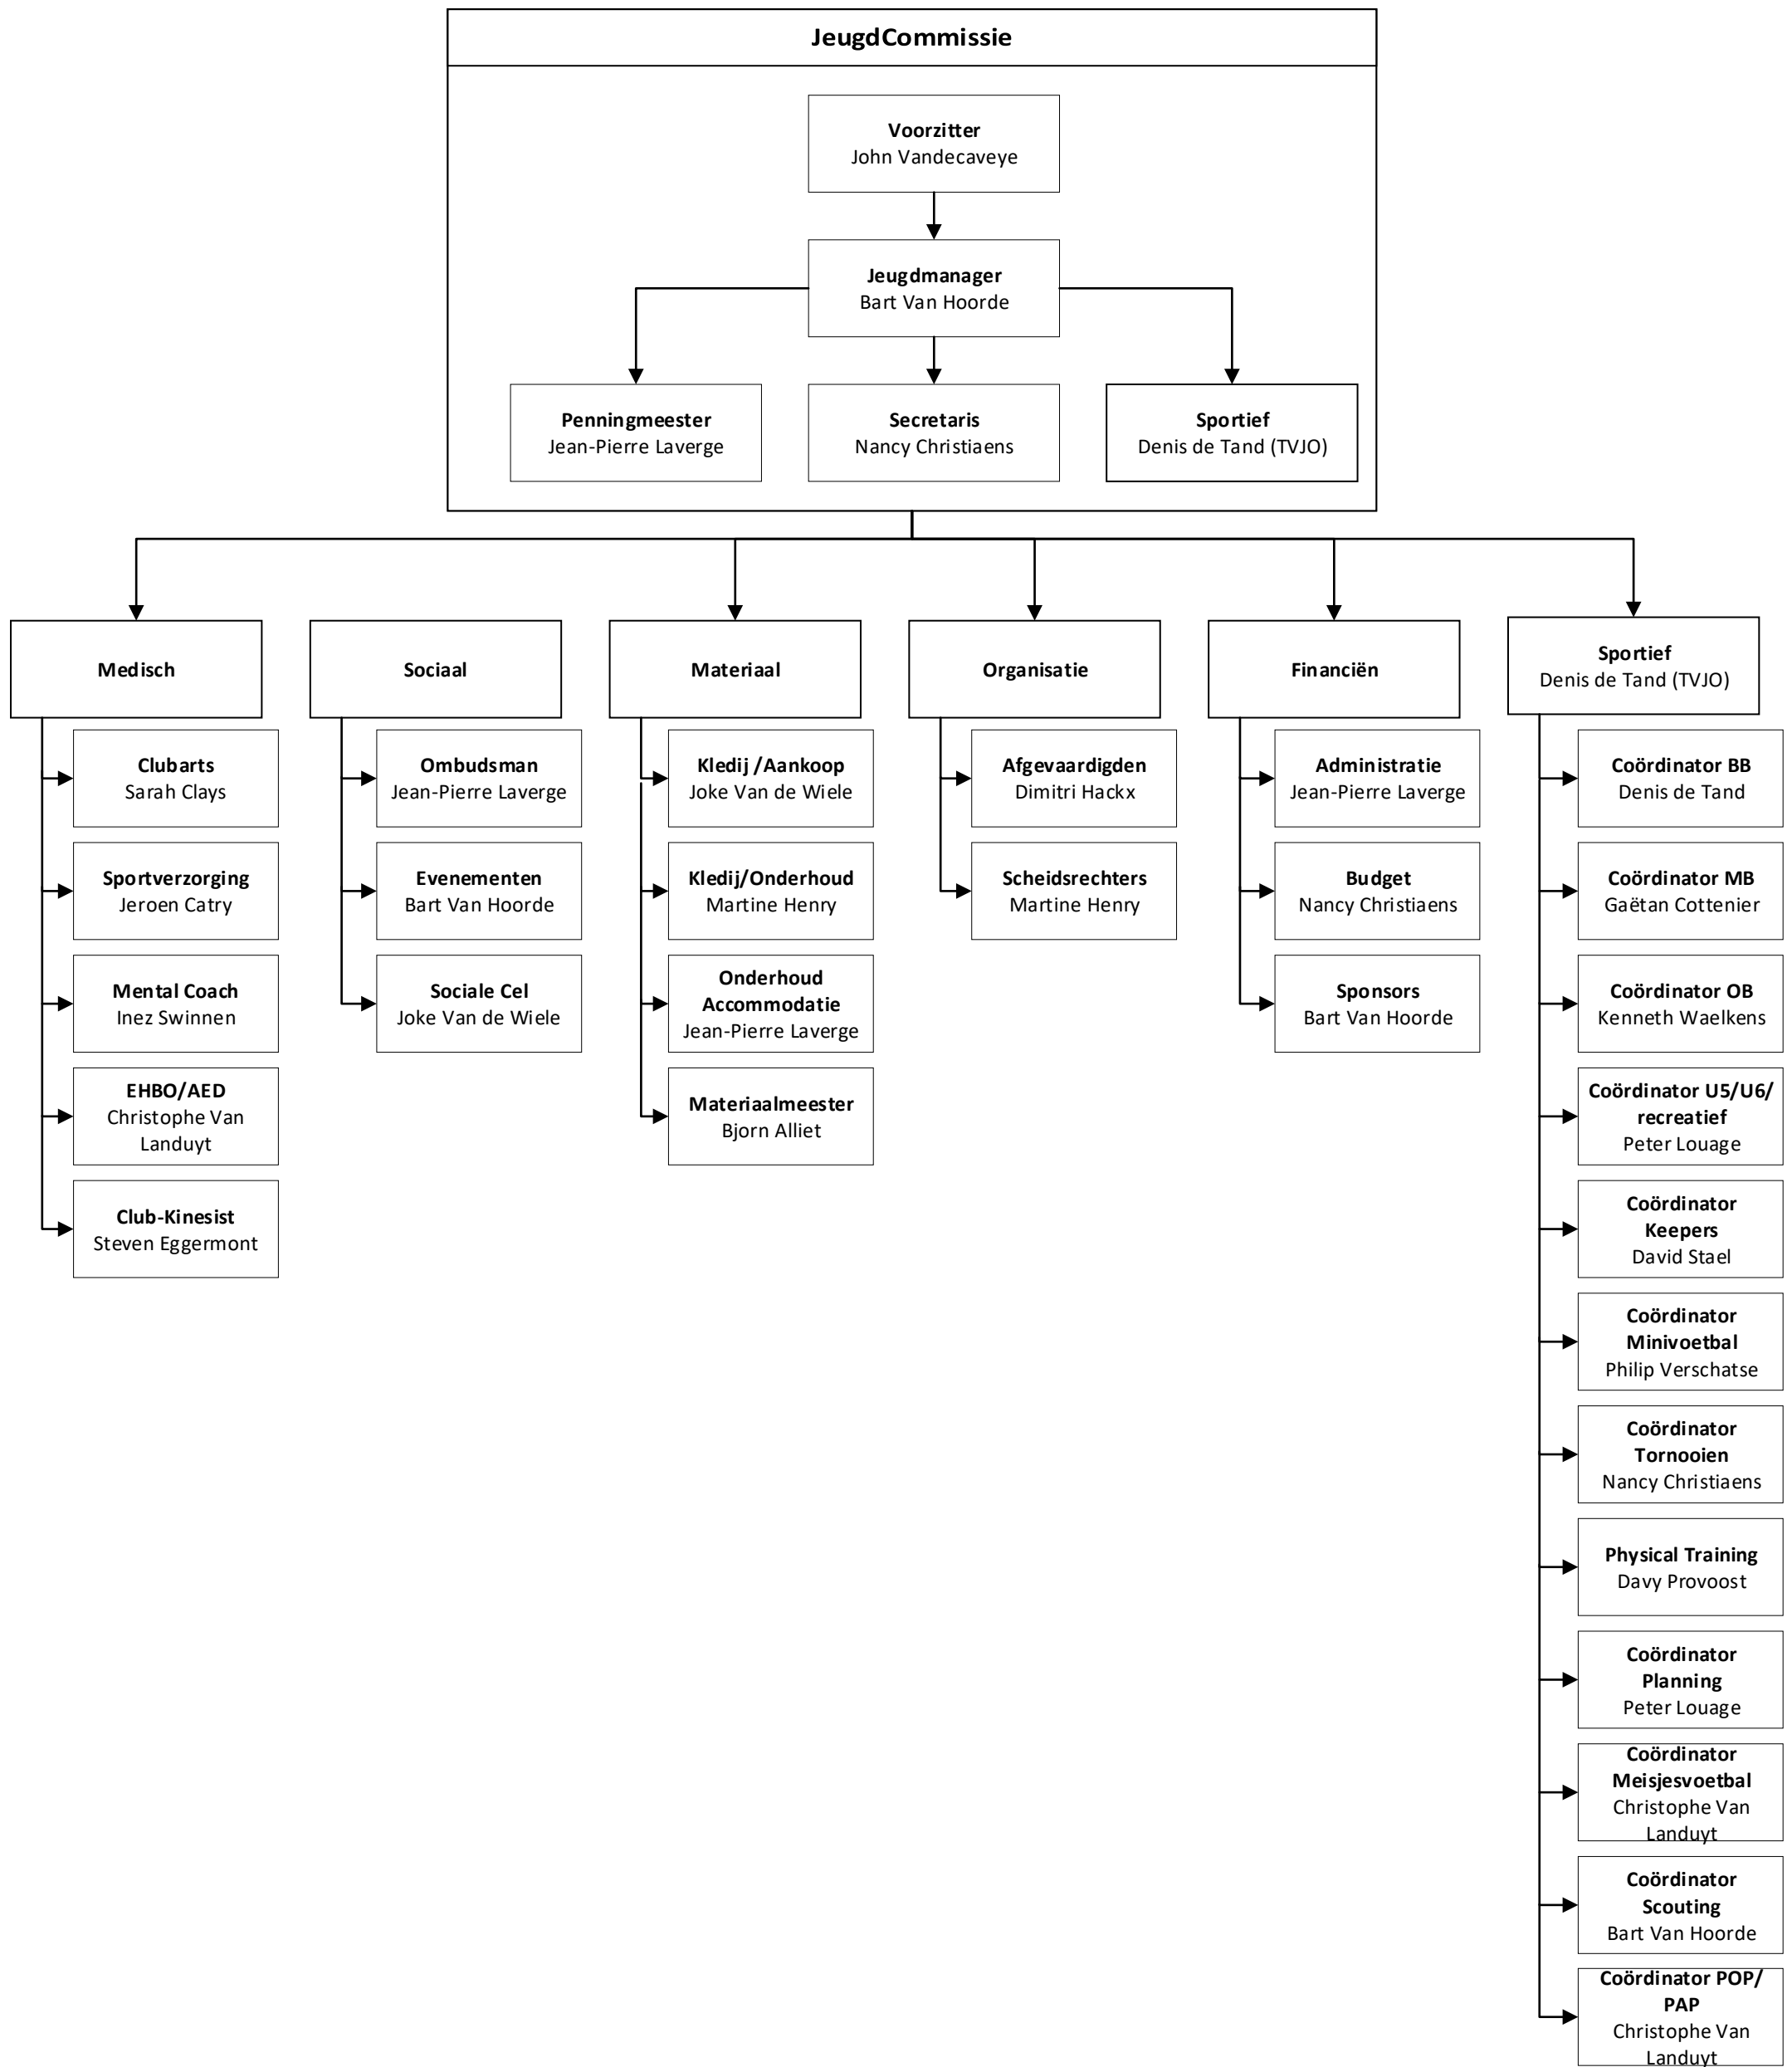 JeugdCommissie
Voorzitter
John Vandecaveye
Jeugdmanager
Bart Van Hoorde
Penningmeester
Jean-Pierre Laverge
Secretaris
Nancy Christiaens
Sportief
Denis de Tand (TVJO)
Medisch
Clubarts
Sarah Clays
Sportverzorging
Jeroen Catry
Mental Coach
Inez Swinnen
EHBO/AED
Christophe Van
Landuyt
Club-Kinesist
Steven Eggermont
Sociaal
Ombudsman
Jean-Pierre Laverge
Evenementen
Bart Van Hoorde
Sociale Cel
Joke Van de Wiele
Materiaal
Kledij /Aankoop
Joke Van de Wiele
Kledij/Onderhoud
Martine Henry
Onderhoud
Accommodatie
Jean-Pierre Laverge
Materiaalmeester
Bjorn Alliet
Organisatie
Afgevaardigden
Dimitri Hackx
Scheidsrechters
Martine Henry
Financiën
Administratie
Jean-Pierre Laverge
Budget
Nancy Christiaens
Sponsors
Bart Van Hoorde
Sportief
Denis de Tand (TVJO)
Coördinator BB
Denis de Tand
Coördinator MB
Gaëtan Cottenier
Coördinator OB
Kenneth Waelkens
Coördinator U5/U6/
recreatief
Peter Louage
Coördinator
Keepers
David Stael
Coördinator
Minivoetbal
Philip Verschatse
Coördinator
Tornooien
Nancy Christiaens
Physical Training
Davy Provoost
Coördinator
Planning
Peter Louage
Coördinator
Meisjesvoetbal
Christophe Van
Landuyt
Coördinator
Scouting
Bart Van Hoorde
Coördinator POP/
PAP
Christophe Van
Landuyt